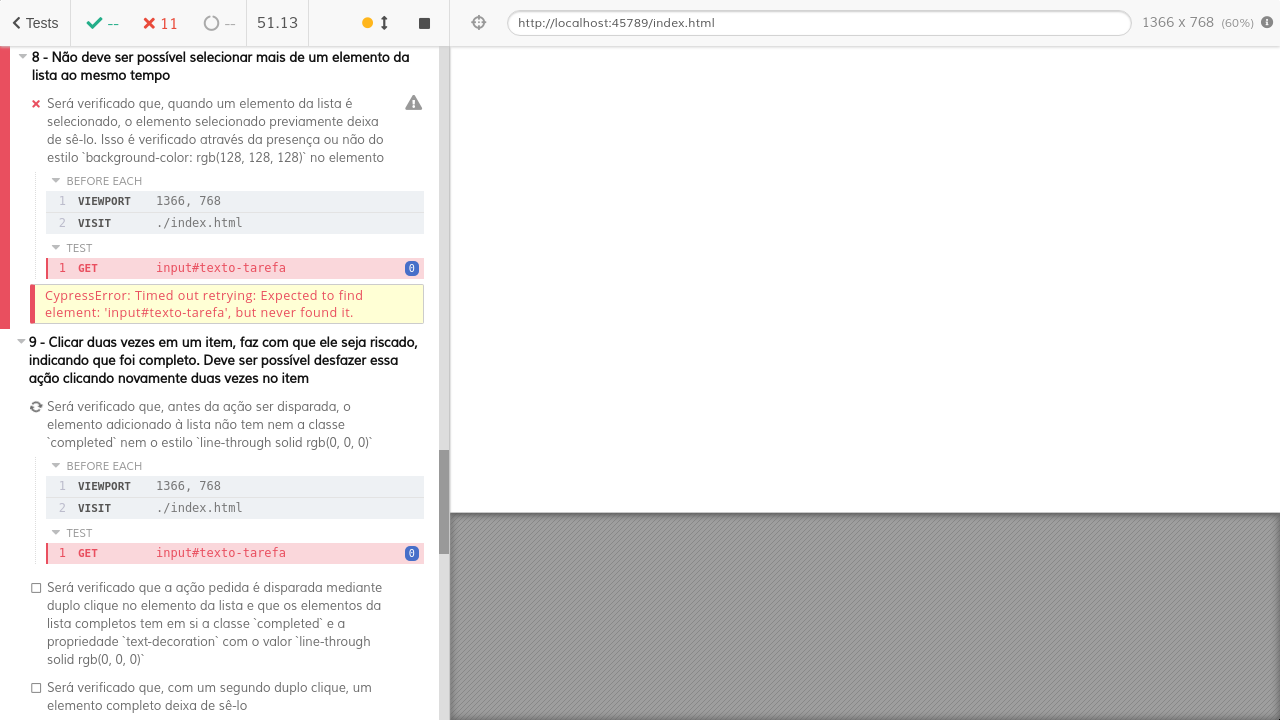 Tests
--
11
--
51.13
http://localhost:45789/index.html
1366 x 768 (60%)
8 - Não deve ser possível selecionar mais de um elemento da
lista ao mesmo tempo
Será verificado que, quando um elemento da lista é
selecionado, o elemento selecionado previamente deixa
de sê-lo. Isso é verificado através da presença ou não do
estilo `background-color: rgb(128, 128, 128)` no elemento
BEFORE EACH
1 VIEWPORT 1366, 768
2 VISIT ./index.html
TEST
1 GET input#texto-tarefa 0
CypressError: Timed out retrying: Expected to find
element: 'input#texto-tarefa', but never found it.
9 - Clicar duas vezes em um item, faz com que ele seja riscado,
indicando que foi completo. Deve ser possível desfazer essa
ação clicando novamente duas vezes no item
Será verificado que, antes da ação ser disparada, o
elemento adicionado à lista não tem nem a classe
`completed` nem o estilo `line-through solid rgb(0, 0, 0)`
BEFORE EACH
1 VIEWPORT 1366, 768
2 VISIT ./index.html
TEST
1 GET input#texto-tarefa 0
Será verificado que a ação pedida é disparada mediante
duplo clique no elemento da lista e que os elementos da
lista completos tem em si a classe `completed` e a
propriedade `text-decoration` com o valor `line-through
solid rgb(0, 0, 0)`
Será verificado que, com um segundo duplo clique, um
elemento completo deixa de sê-lo